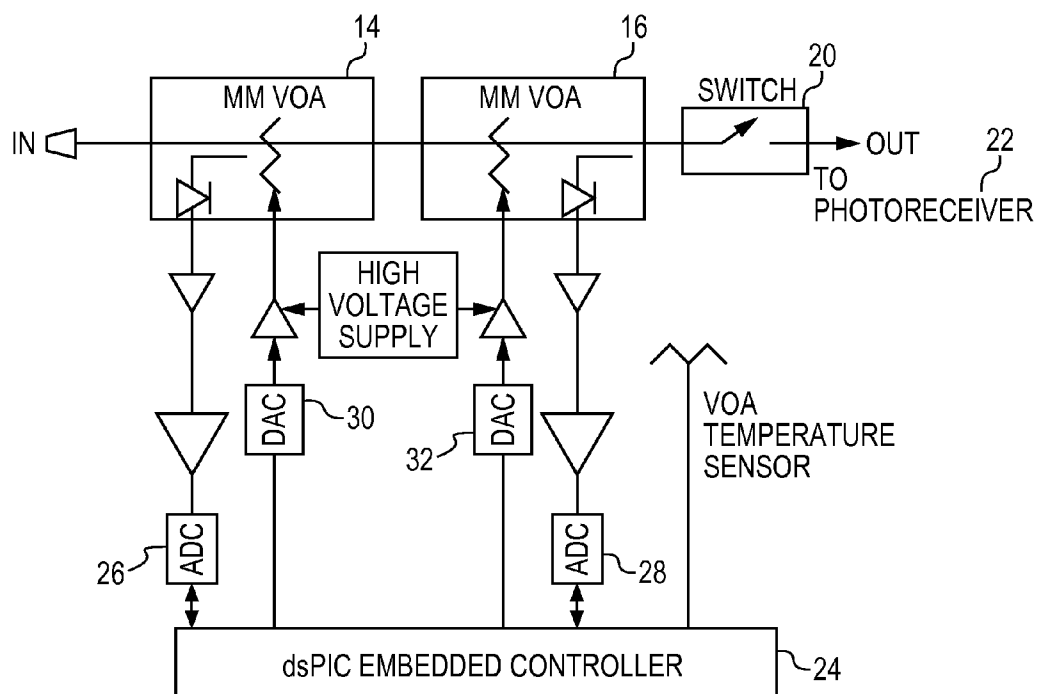 14
16
20
MM VOA
MM VOA
SWITCH
IN
OUT
22
TO
PHOTORECEIVER
HIGH
VOLTAGE
SUPPLY
DAC
30
DAC
32
VOA
TEMPERATURE
SENSOR
ADC
26
ADC
28
dsPIC EMBEDDED CONTROLLER
24